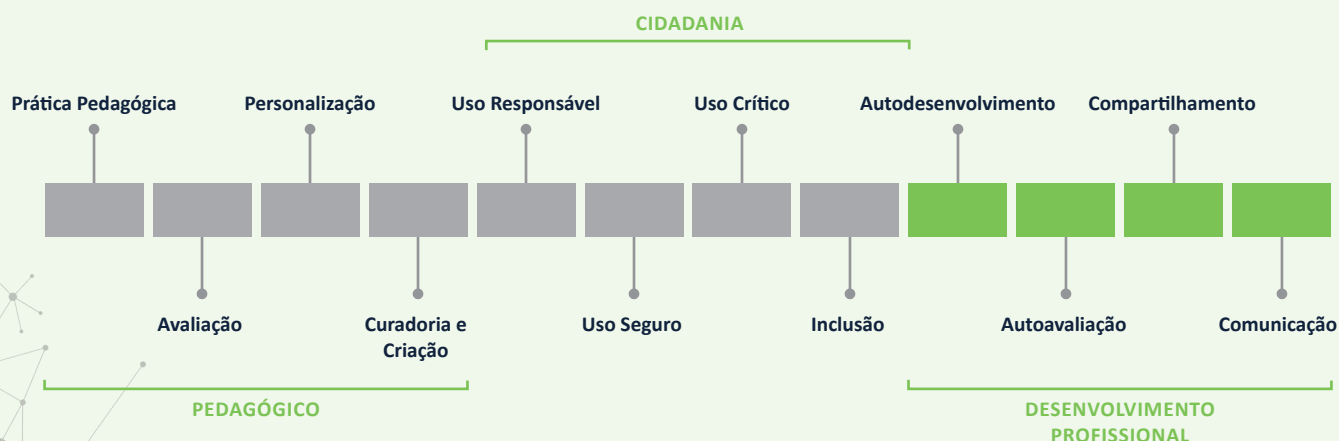 CIDADANIA
Prática Pedagógica
Personalização
Uso Responsável
Uso Crítico
Autodesenvolvimento
Compartilhamento
Avaliação
Curadoria e
Criação
Uso Seguro
Inclusão
Autoavaliação
Comunicação
PEDAGÓGICO
DESENVOLVIMENTO
PROFISSIONAL